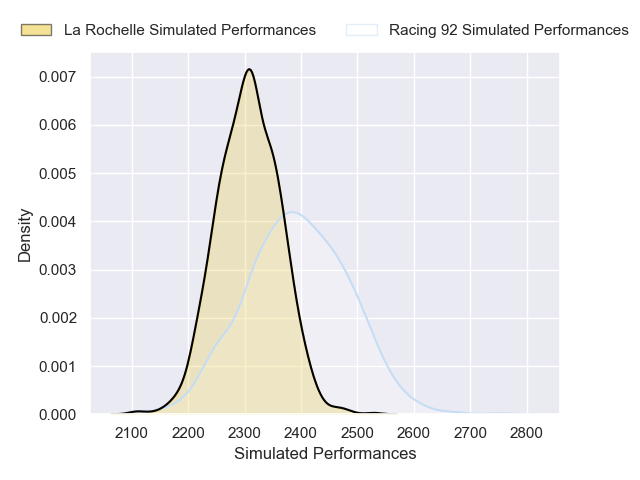 La Rochelle Simulated Performances Racing 92 Simulated Performances
0.007
0.006
0.005
0.004
0.003
0.002
0.001
0.000
Density
2100 2200 2300 2400 2500 2600 2700 2800
Simulated Performances